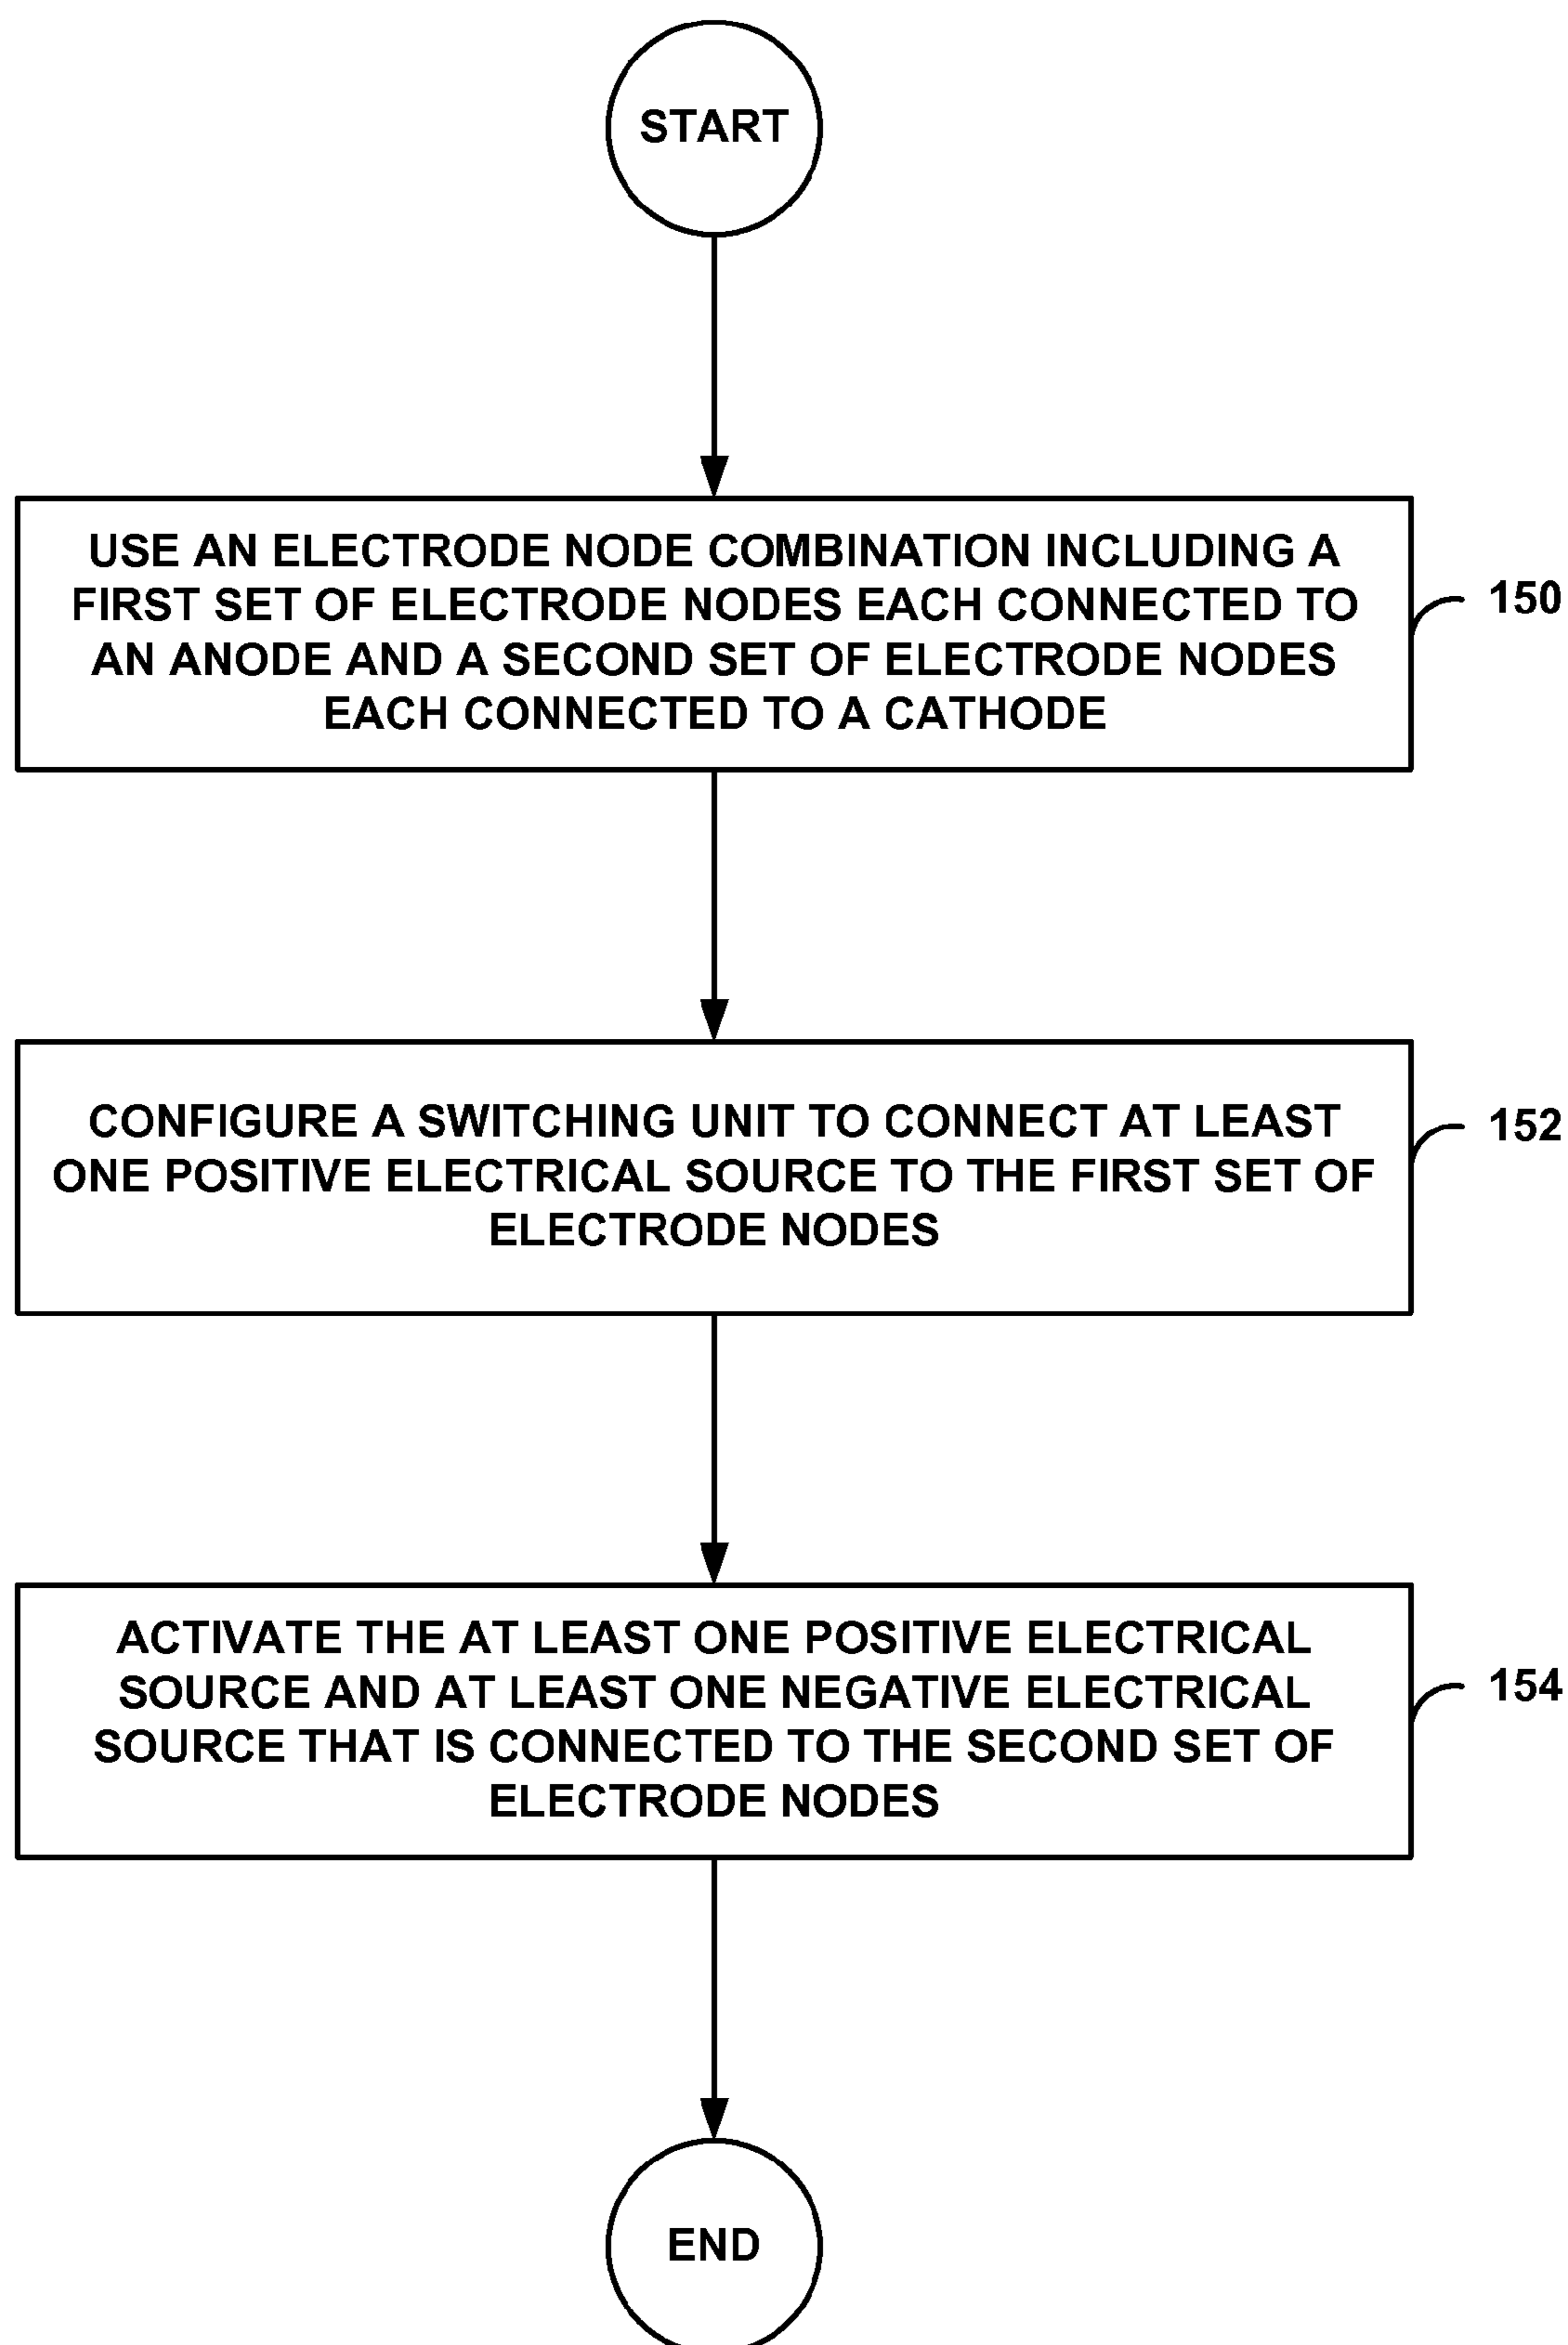 START
USE AN ELECTRODE NODE COMBINATION INCLUDING A
FIRST SET OF ELECTRODE NODES EACH CONNECTED TO
AN ANODE AND A SECOND SET OF ELECTRODE NODES
EACH CONNECTED TO A CATHODE
150
CONFIGURE A SWITCHING UNIT TO CONNECT AT LEAST
ONE POSITIVE ELECTRICAL SOURCE TO THE FIRST SET OF
ELECTRODE NODES
152
ACTIVATE THE AT LEAST ONE POSITIVE ELECTRICAL
SOURCE AND AT LEAST ONE NEGATIVE ELECTRICAL
SOURCE THAT IS CONNECTED TO THE SECOND SET OF
ELECTRODE NODES
154
END